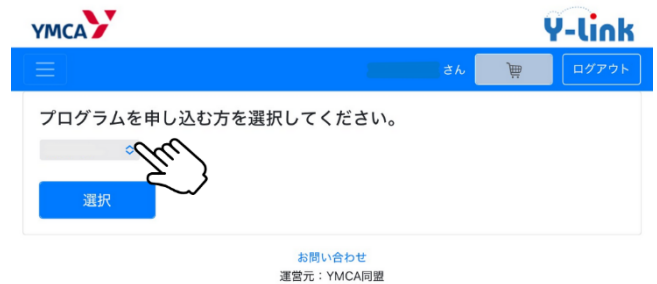 YMCA
Y-Link
さん
ログアウト
プログラムを申し込む方を選択してください。
選択
お問い合わせ
運営元：YMCA同盟